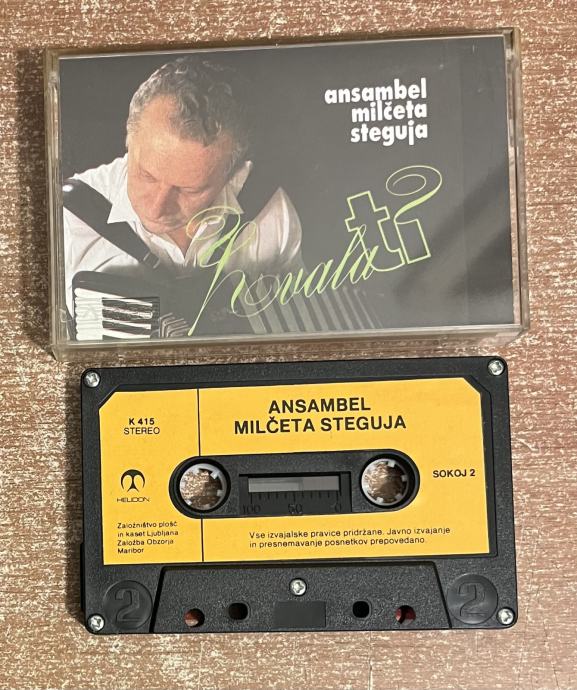 ansambel
milčeta
steguja
Hvala ti
K 415
STEREO
ANSAMBEL
MILČETA STEGUJA
HELIDON
SOKOJ 2
100 50 0
Založništvo plošč
in kaset Ljubljana
Založba Obzorja
Maribor
Vse izvajalske pravice pridržane. Javno izvajanje
in presnemavanje posnetkov prepovedano.
2 2